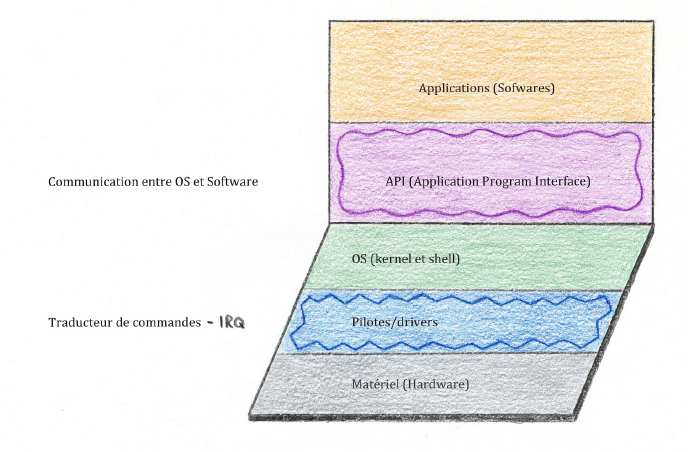 Applications (Sofwares)
Communication entre OS et Software
API (Application Program Interface)
OS (kernel et shell)
Traducteur de commandes - IRQ
Pilotes/drivers
Matériel (Hardware)